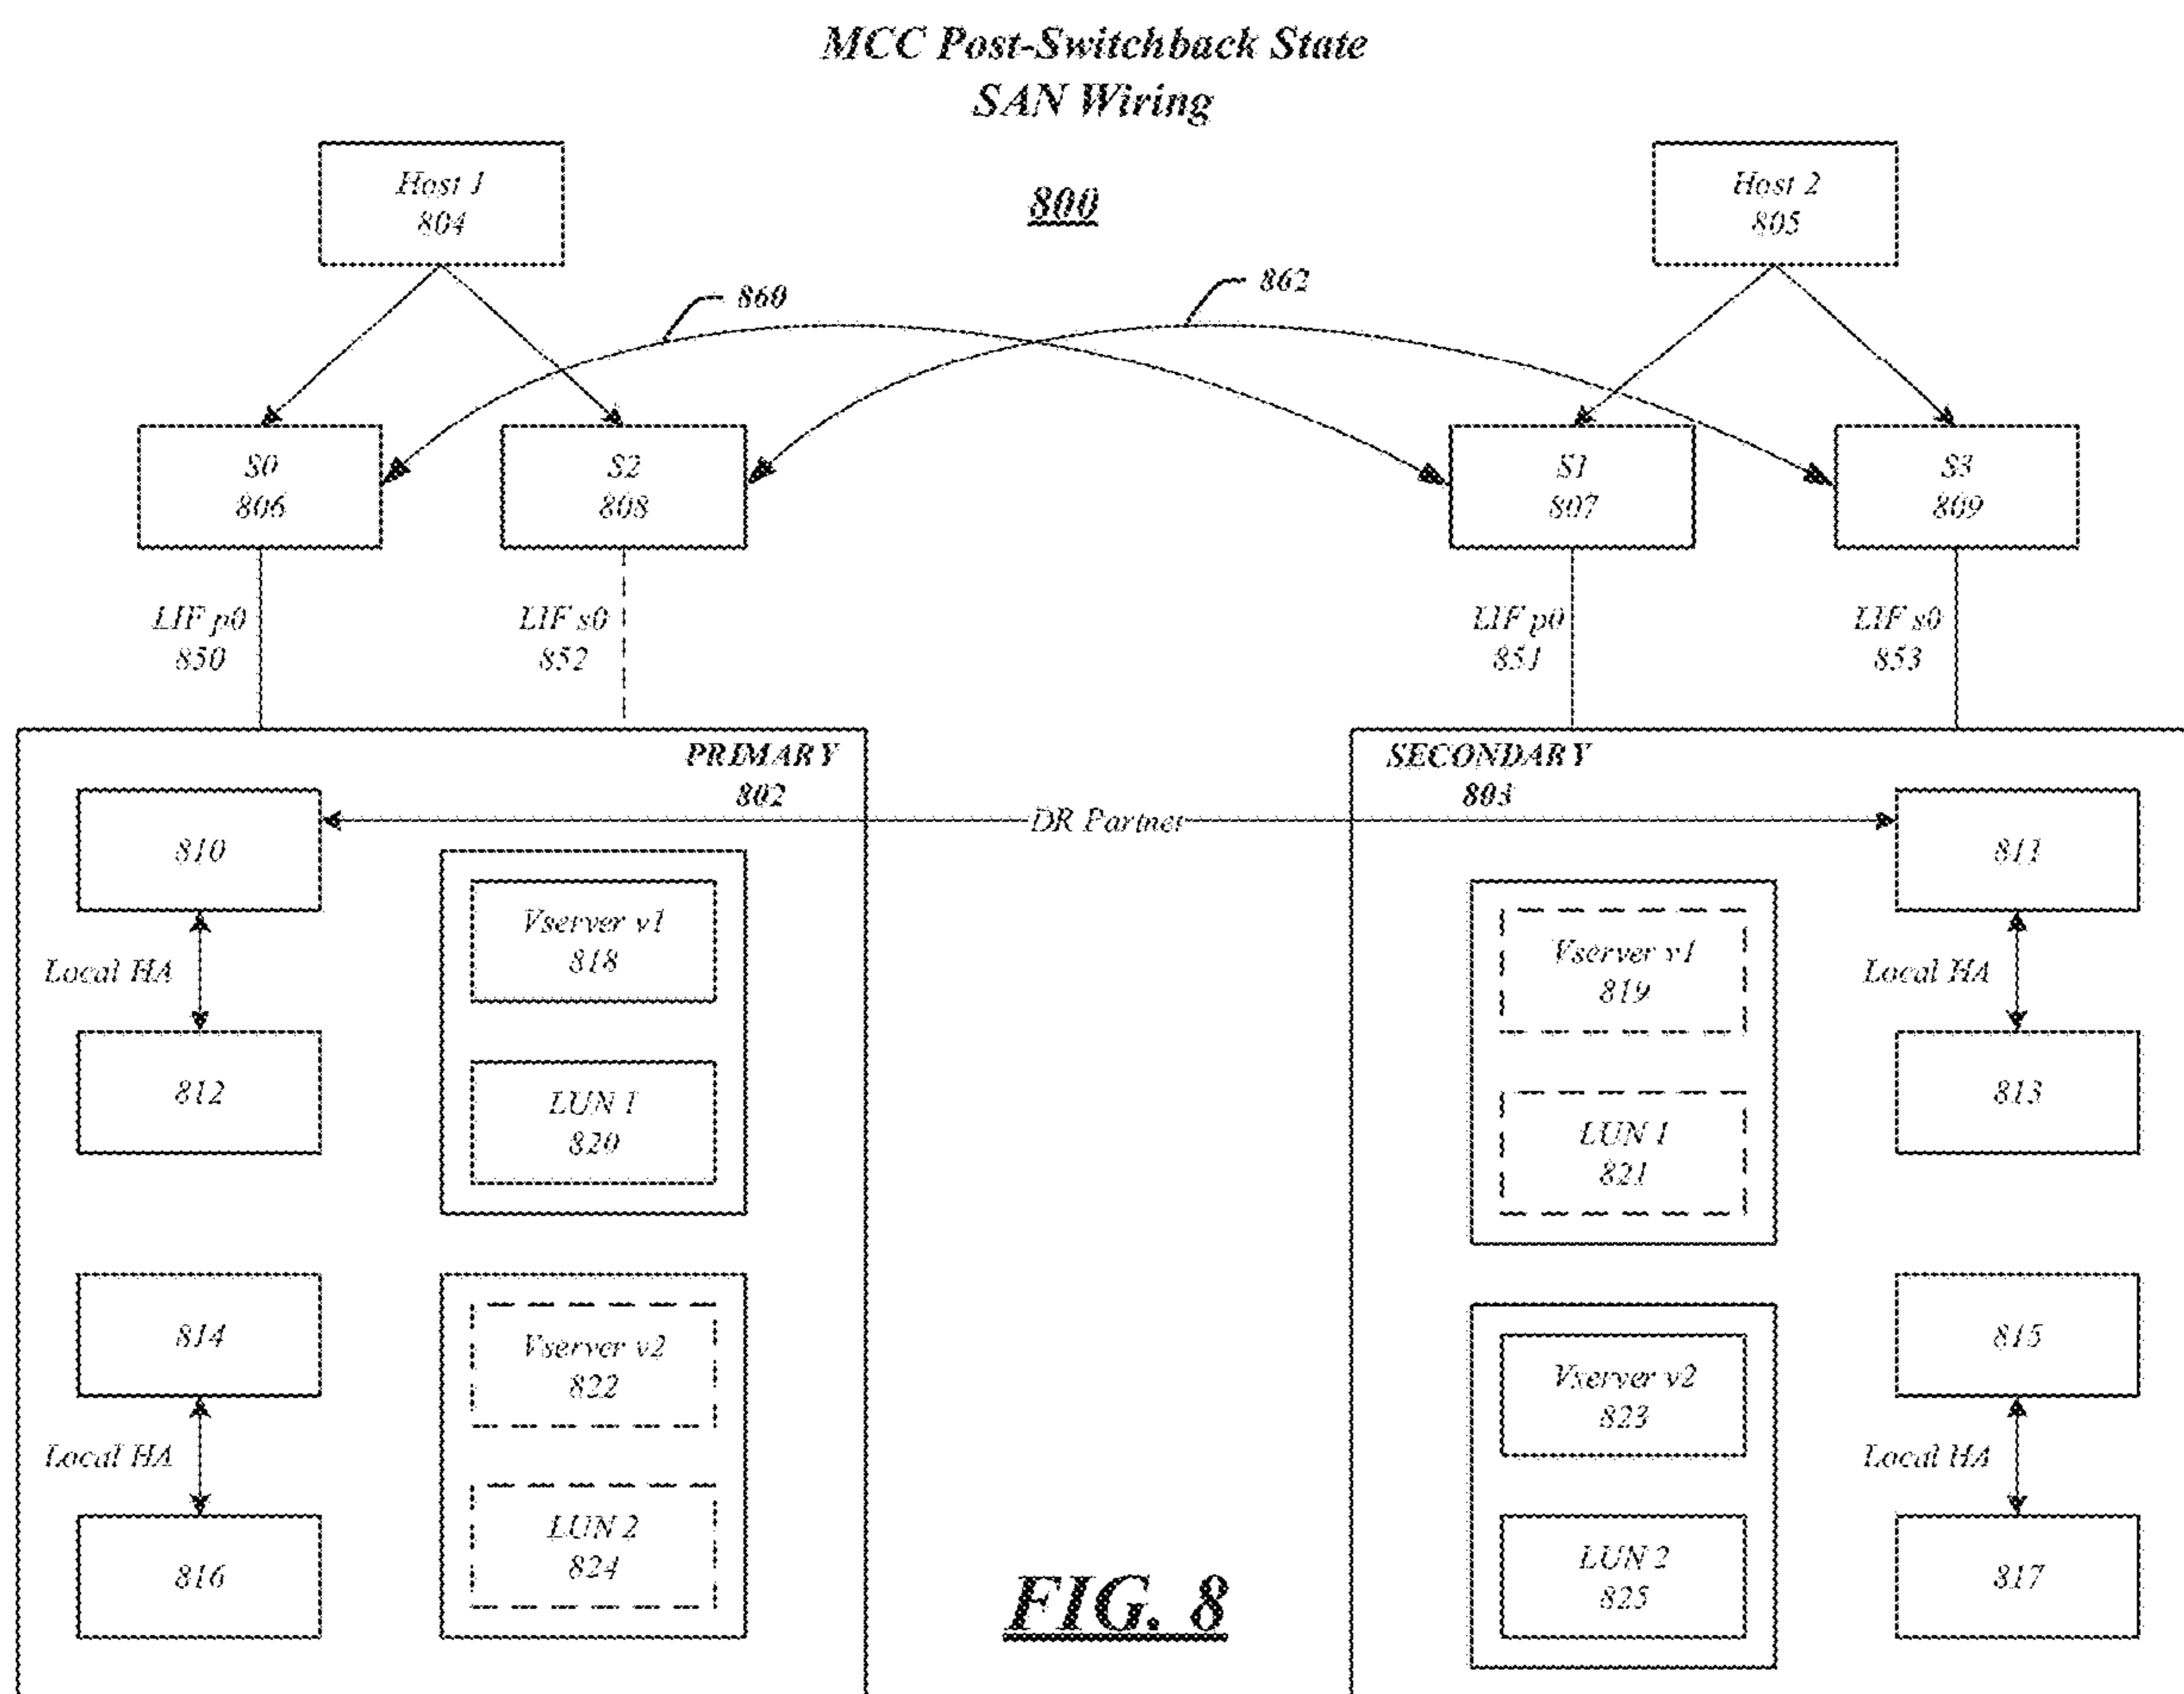 MCC Post-Switchback State
SAN Wiring
800
Host 1
804
Host 2
805
860
862
S0
806
S2
808
S1
807
S3
809
LIF p0
850
LIF s0
852
LIF p0
851
LIF s0
853
PRIMARY
802
SECONDARY
803
DR Partner
810
Local HA
812
814
Local HA
816
Vserver v1
818
LUN 1
820
Vserver v2
822
LUN 2
824
Vserver v1
819
LUN 1
821
Vserver v2
823
LUN 2
825
811
Local HA
813
815
Local HA
817
FIG. 8